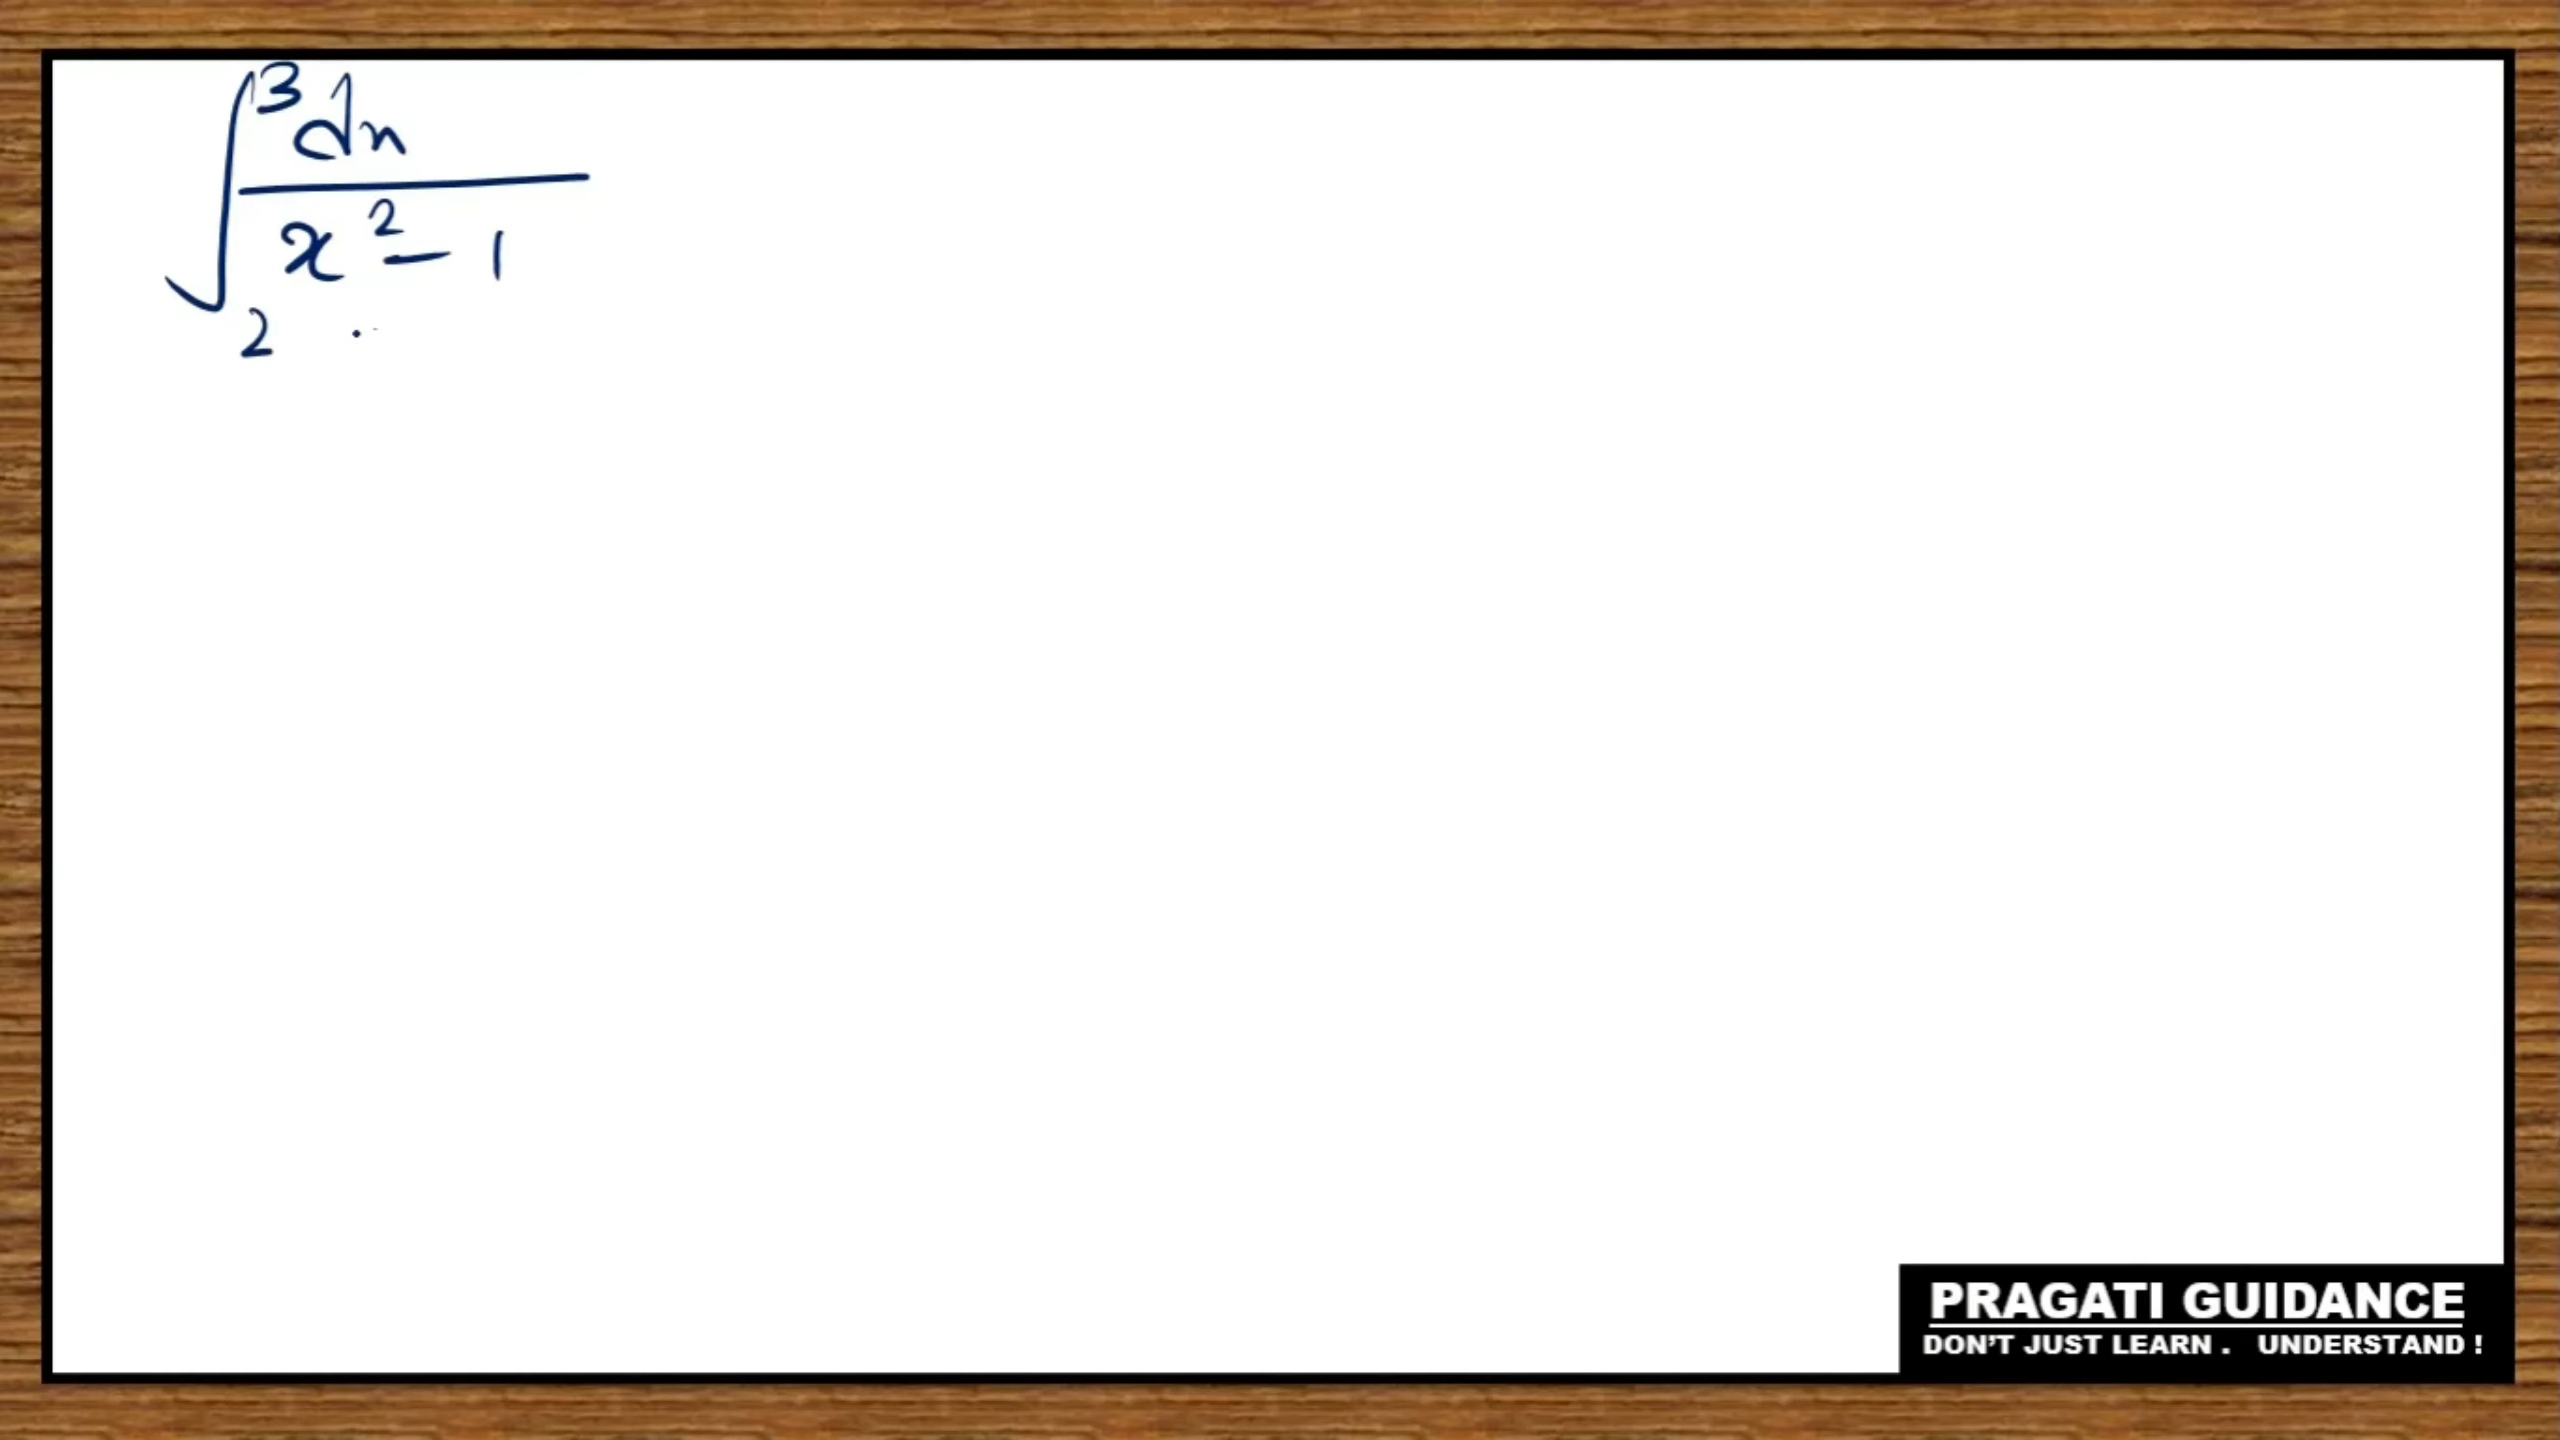 ∫₂³ dx
x² - 1
PRAGATI GUIDANCE
DON'T JUST LEARN . UNDERSTAND !